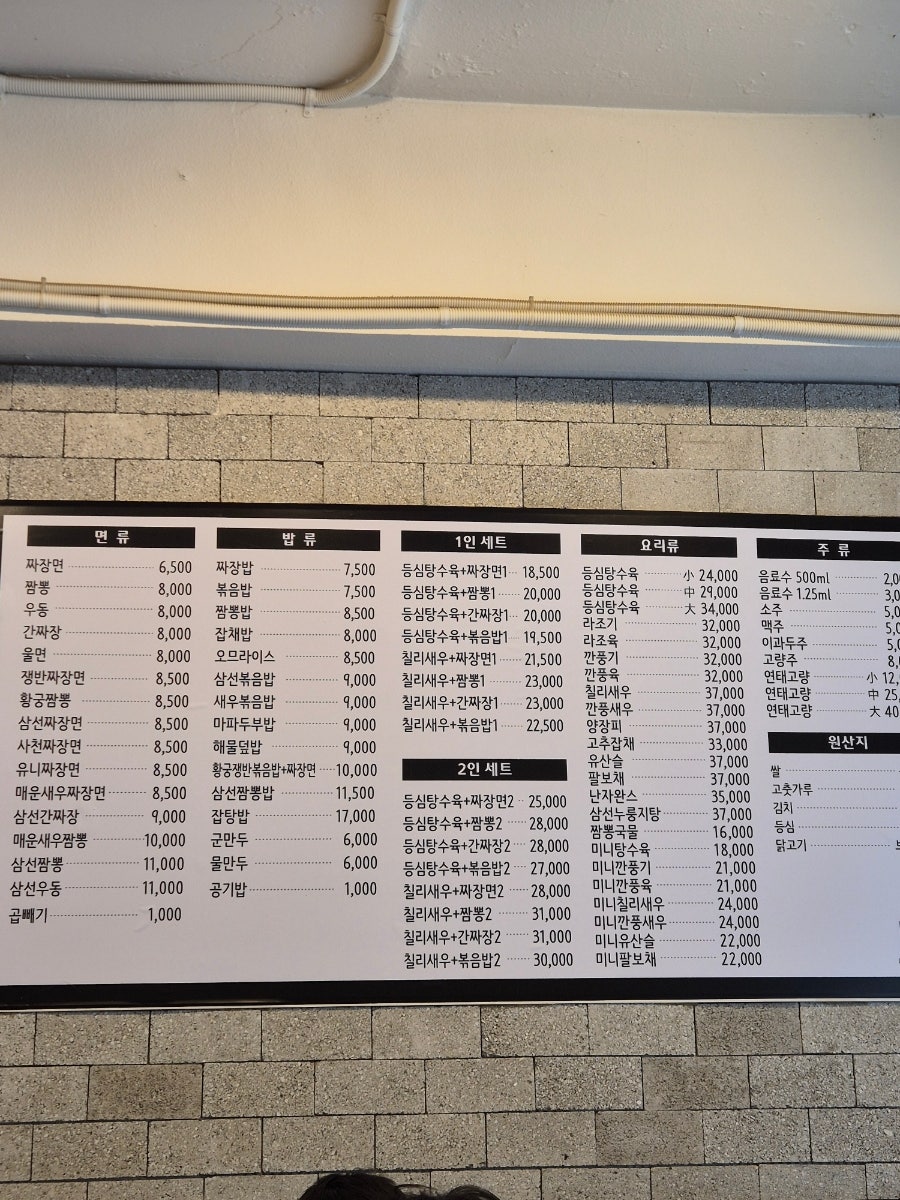 면 류
짜장면 6,500
짬뽕 8,000
우동 8,000
간짜장 8,000
울면 8,000
쟁반짜장면 8,500
황궁짬뽕 8,500
삼선짜장면 8,500
사천짜장면 8,500
유니짜장면 8,500
매운새우짜장면 8,500
삼선간짜장 9,000
매운새우짬뽕 10,000
삼선짬뽕 11,000
삼선우동 11,000
곱빼기 1,000
밥 류
짜장밥 7,500
볶음밥 7,500
짬뽕밥 8,500
잡채밥 8,000
오므라이스 8,500
삼선볶음밥 9,000
새우볶음밥 9,000
마파두부밥 9,000
해물덮밥 9,000
황궁쟁반볶음밥+짜장면 10,000
삼선짬뽕밥 11,500
잡탕밥 17,000
군만두 6,000
물만두 6,000
공기밥 1,000
1인 세트
등심탕수육+짜장면1 18,500
등심탕수육+짬뽕1 20,000
등심탕수육+간짜장1 20,000
등심탕수육+볶음밥1 19,500
칠리새우+짜장면1 21,500
칠리새우+짬뽕1 23,000
칠리새우+간짜장1 23,000
칠리새우+볶음밥1 22,500
2인 세트
등심탕수육+짜장면2 25,000
등심탕수육+짬뽕2 28,000
등심탕수육+간짜장2 28,000
등심탕수육+볶음밥2 27,000
칠리새우+짜장면2 28,000
칠리새우+짬뽕2 31,000
칠리새우+간짜장2 31,000
칠리새우+볶음밥2 30,000
요리류
등심탕수육 小 24,000
등심탕수육 中 29,000
등심탕수육 大 34,000
라조기 32,000
라조육 32,000
깐풍기 32,000
깐풍육 32,000
칠리새우 37,000
깐풍새우 37,000
양장피 37,000
고추잡채 33,000
유산슬 37,000
팔보채 37,000
난자완스 35,000
삼선누룽지탕 37,000
짬뽕국물 16,000
미니탕수육 18,000
미니깐풍기 21,000
미니깐풍육 21,000
미니칠리새우 24,000
미니깐풍새우 24,000
미니유산슬 22,000
미니팔보채 22,000
주 류
음료수 500ml 2,0
음료수 1.25ml 3,0
소주 5,0
맥주 5,0
이과두주 5,0
고량주 8,
연태고량 小 12,
연태고량 中 25,
연태고량 大 40
원산지
쌀
고춧가루
김치
등심
닭고기